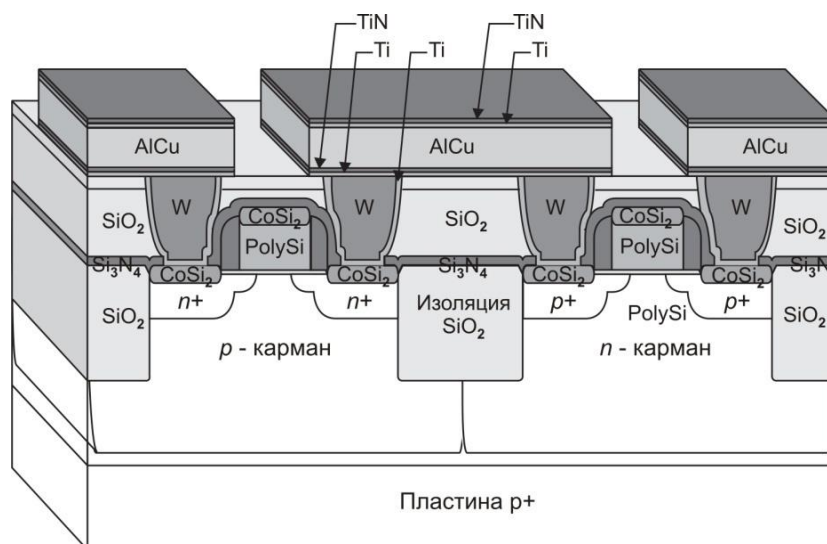 TiN
TiN
Ti
Ti
Ti
AlCu
AlCu
AlCu
W
W
W
W
SiO₂
CoSi₂
SiO₂
CoSi₂
SiO₂
PolySi
PolySi
Si₃N₄
CoSi₂
CoSi₂
Si₃N₄
CoSi₂
CoSi₂
Si₃N
SiO₂
n+
n+
Изоляция
SiO₂
p+
p+
PolySi
SiO₂
p - карман
n - карман
Пластина p+